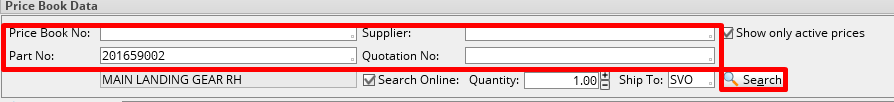 Price Book Data
Price Book No: Supplier: Show only active prices
Part No: 201659002 Quotation No:
MAIN LANDING GEAR RH Search Online: Quantity: 1.00 Ship To: SVO Search